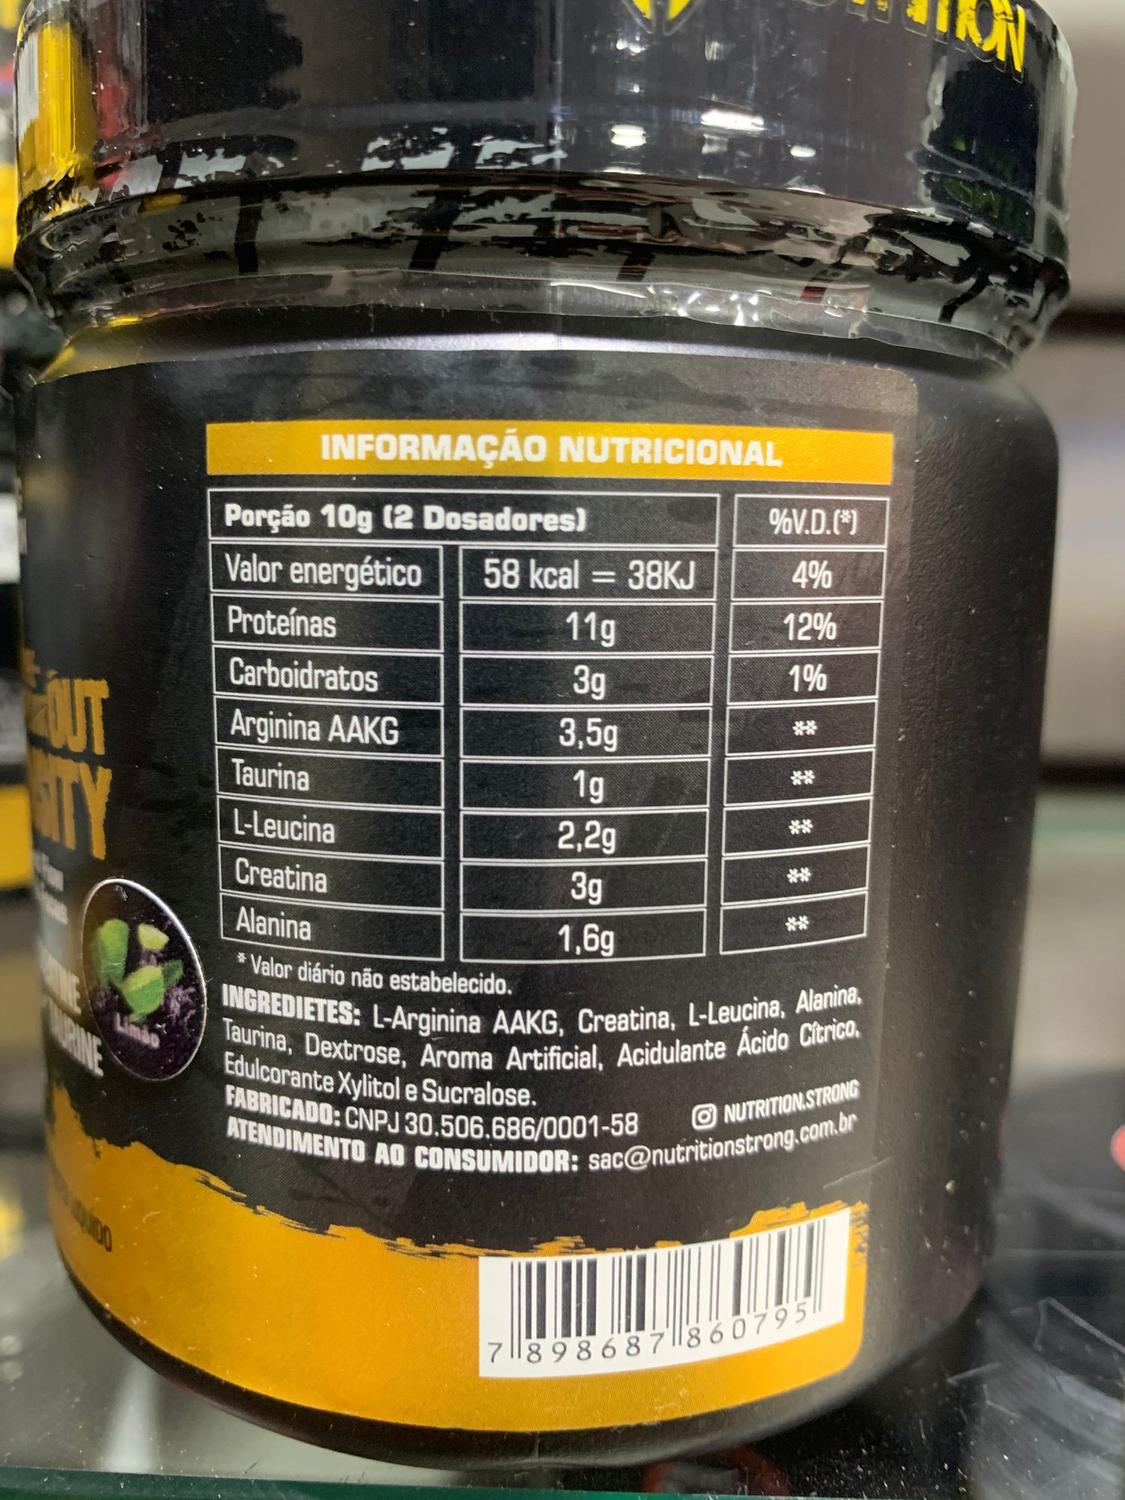 INFORMAÇÃO NUTRICIONAL
Porção 10g (2 Dosadores) %V.D.(*)
Valor energético 58 kcal = 38KJ 4%
Proteínas 11g 12%
Carboidratos 3g 1%
Arginina AAKG 3,5g **
Taurina 1g **
L-Leucina 2,2g **
Creatina 3g **
Alanina 1,6g **
* Valor diário não estabelecido.
INGREDIETES: L-Arginina AAKG, Creatina, L-Leucina, Alanina,
Taurina, Dextrose, Aroma Artificial, Acidulante Ácido Cítrico,
Edulcorante Xylitol e Sucralose.
FABRICADO: CNPJ 30.506.686/0001-58 NUTRITION.STRONG
ATENDIMENTO AO CONSUMIDOR: sac@nutritionstrong.com.br
7 898687 860795
Limão